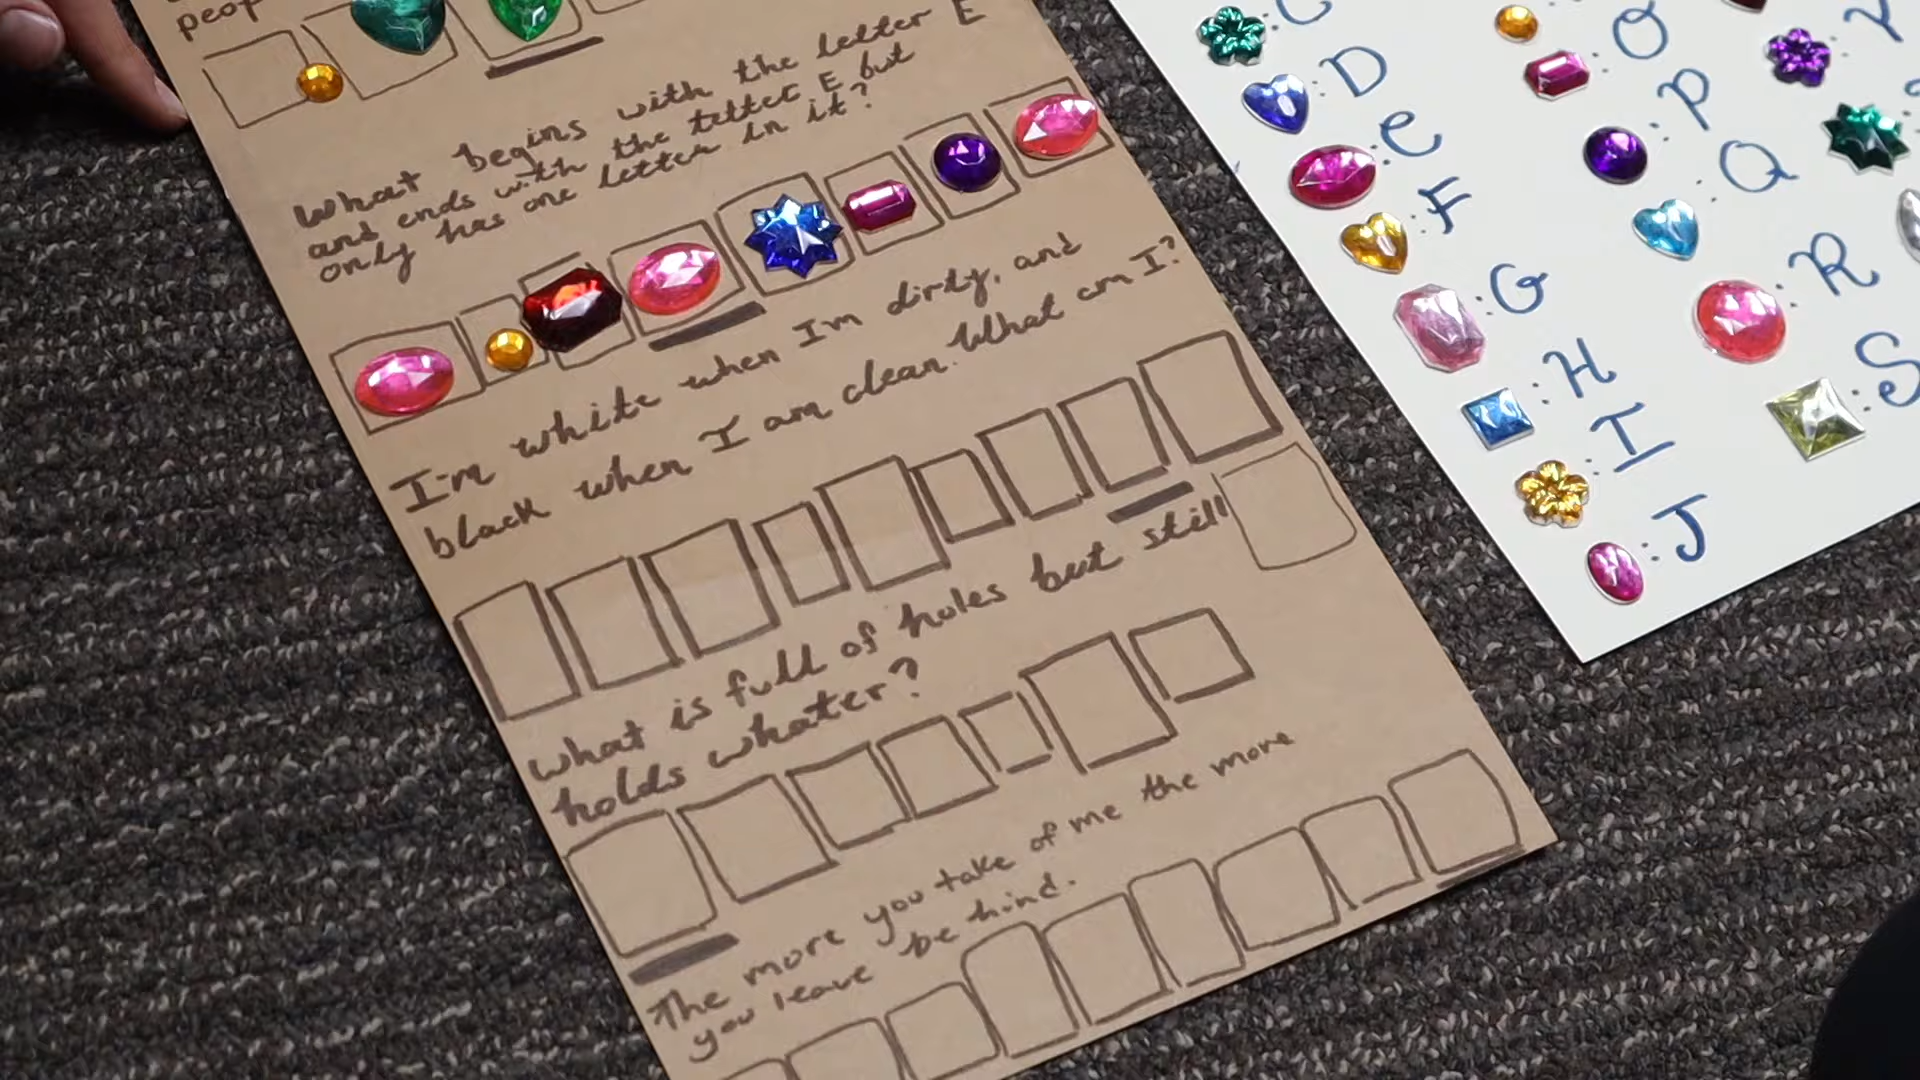 peop
What begins with the letter E
and ends with the letter E but
only has one letter in it?
I'm white when I'm dirty, and
black when I am clean. What am I?
What is full of holes but still
holds whater?
The more you take of me the more
you leave be hind.
C
: D
: e
: F
: G
: H
: I
: J
: O
: P
: Q
: R
: S